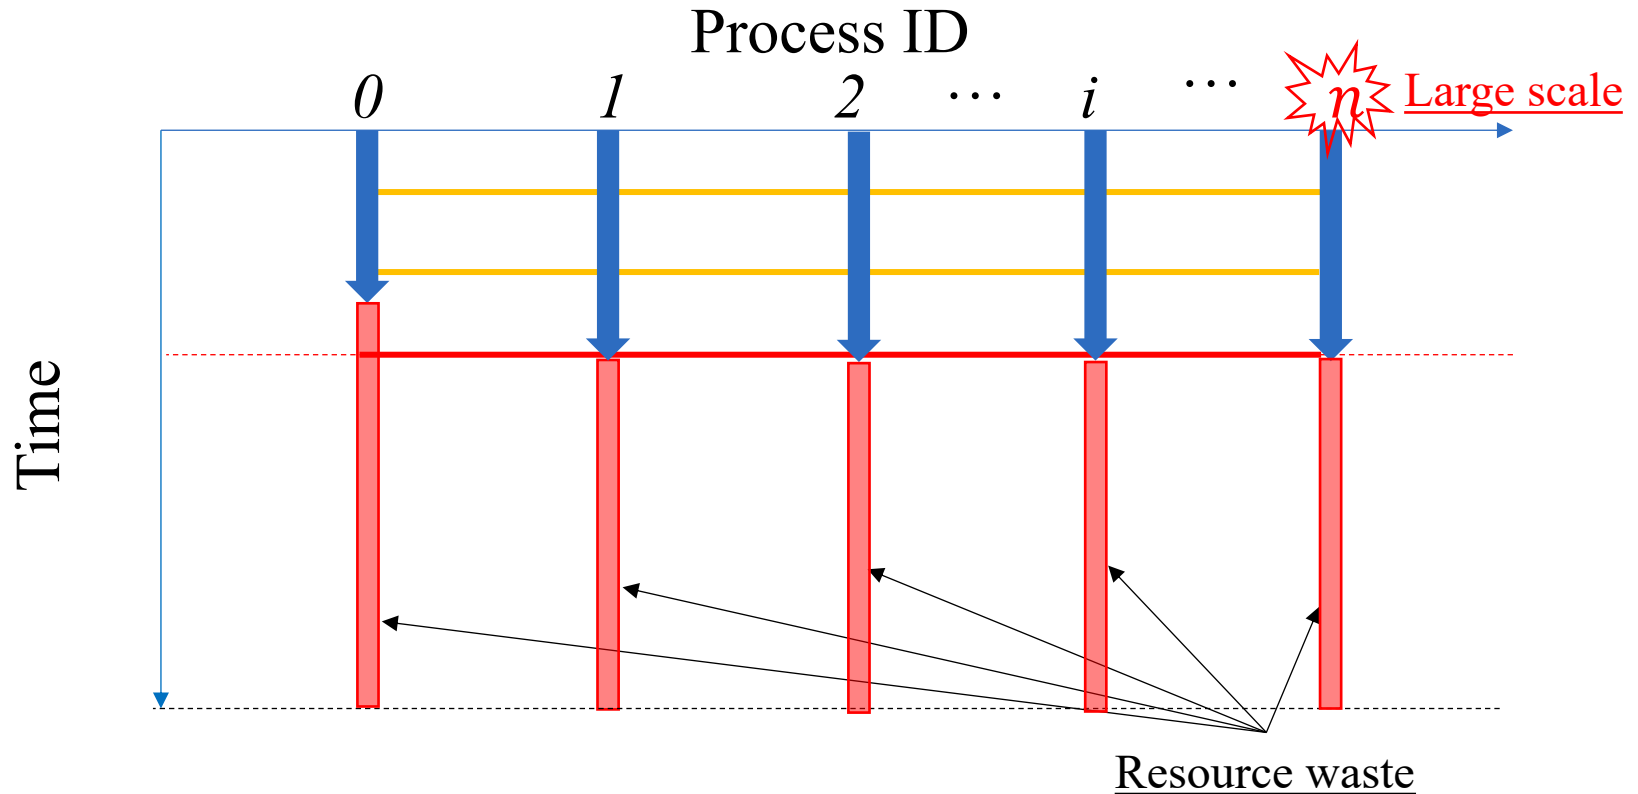 Process ID
0 1 2 ... i ... n Large scale
Time
Resource waste